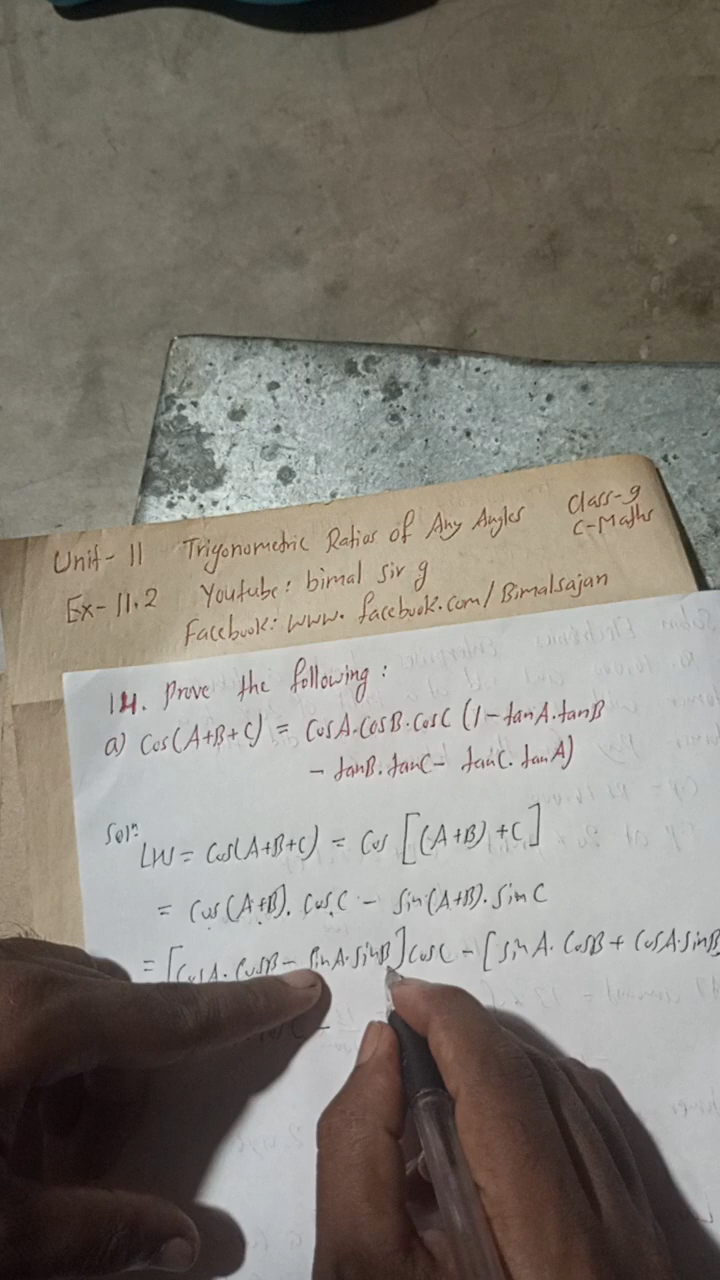 Unit- 11 Trigonometric Ratios of Any Angles Class-9
Ex- 11.2 Youtube: bimal sir g C-Maths
Facebook: www. facebook.com/Bimalsajan
14. Prove the following:
a) Cos(A+B+C) = CosA.CosB.CosC (1-tanA.tanB
- tanB.tanC- tanC.tanA)
Solⁿ:
LHS = Cos(A+B+C) = Cos [(A+B)+C]
= Cos(A+B). Cos.C - Sin(A+B). SinC
= [CosA. CosB - SinA.SinB] CosC - [SinA. CosB + CosA.SinB